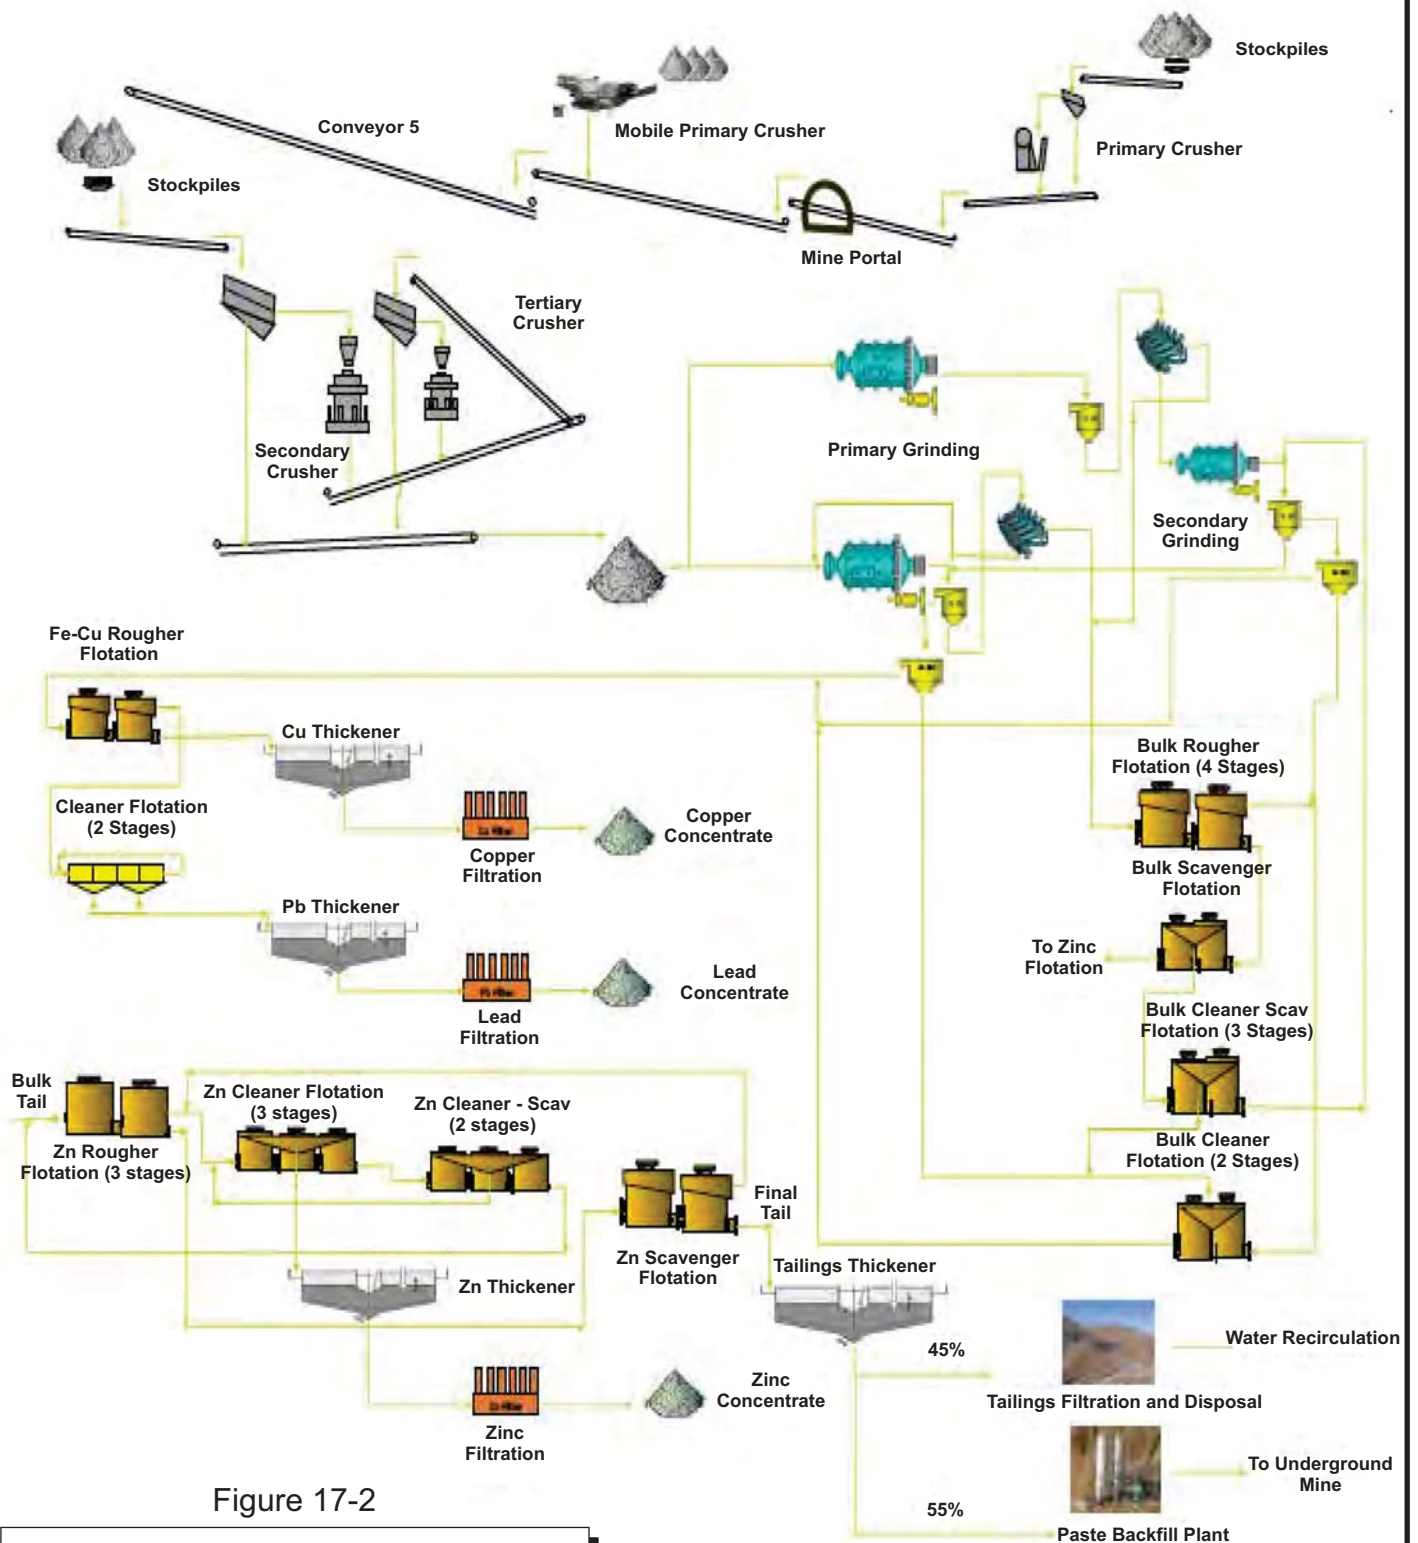 Stockpiles
Conveyor 5
Mobile Primary Crusher
Primary Crusher
Stockpiles
Mine Portal
Tertiary
Crusher
Secondary
Crusher
Primary Grinding
Secondary
Grinding
Fe-Cu Rougher
Flotation
Cu Thickener
Cleaner Flotation
(2 Stages)
Copper
Filtration
Copper
Concentrate
Bulk Rougher
Flotation (4 Stages)
Bulk Scavenger
Flotation
Pb Thickener
Pb Filter
Lead
Filtration
Lead
Concentrate
To Zinc
Flotation
Bulk Cleaner Scav
Flotation (3 Stages)
Bulk
Tail
Zn Rougher
Flotation (3 stages)
Zn Cleaner Flotation
(3 stages)
Zn Cleaner - Scav
(2 stages)
Bulk Cleaner
Flotation (2 Stages)
Final
Tail
Zn Scavenger
Flotation
Zn Thickener
Tailings Thickener
Zinc
Filtration
Zinc
Concentrate
45%
Water Recirculation
Tailings Filtration and Disposal
To Underground
Mine
55%
Paste Backfill Plant
Figure 17-2